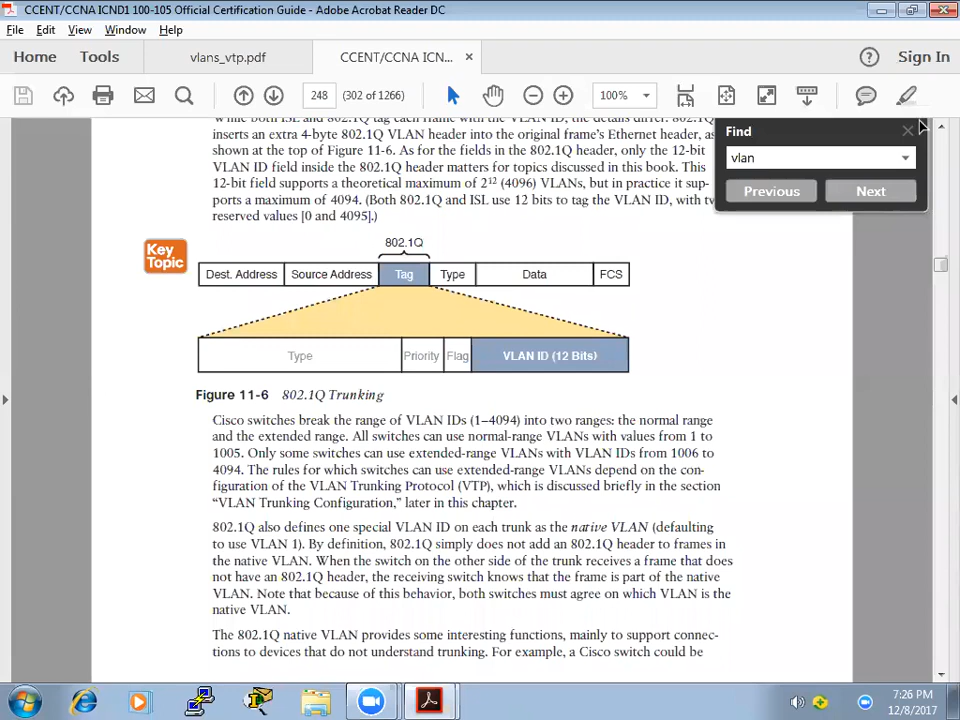 CCENT/CCNA ICND1 100-105 Official Certification Guide - Adobe Acrobat Reader DC
File Edit View Window Help
Home Tools vlans_vtp.pdf CCENT/CCNA ICN... × ? Sign In
248 (302 of 1266) 100%
Find
vlan
Previous Next
while both ISL and 802.1Q tag each frame with the VLAN ID, the details differ. 802.1Q
inserts an extra 4-byte 802.1Q VLAN header into the original frame's Ethernet header, as
shown at the top of Figure 11-6. As for the fields in the 802.1Q header, only the 12-bit
VLAN ID field inside the 802.1Q header matters for topics discussed in this book. This
12-bit field supports a theoretical maximum of 2¹² (4096) VLANs, but in practice it sup-
ports a maximum of 4094. (Both 802.1Q and ISL use 12 bits to tag the VLAN ID, with
reserved values [0 and 4095].)
Key
Topic
802.1Q
Dest. Address Source Address Tag Type Data FCS
Type Priority Flag VLAN ID (12 Bits)
Figure 11-6 802.1Q Trunking
Cisco switches break the range of VLAN IDs (1–4094) into two ranges: the normal range
and the extended range. All switches can use normal-range VLANs with values from 1 to
1005. Only some switches can use extended-range VLANs with VLAN IDs from 1006 to
4094. The rules for which switches can use extended-range VLANs depend on the con-
figuration of the VLAN Trunking Protocol (VTP), which is discussed briefly in the section
“VLAN Trunking Configuration,” later in this chapter.
802.1Q also defines one special VLAN ID on each trunk as the native VLAN (defaulting
to use VLAN 1). By definition, 802.1Q simply does not add an 802.1Q header to frames in
the native VLAN. When the switch on the other side of the trunk receives a frame that does
not have an 802.1Q header, the receiving switch knows that the frame is part of the native
VLAN. Note that because of this behavior, both switches must agree on which VLAN is the
native VLAN.
The 802.1Q native VLAN provides some interesting functions, mainly to support connec-
tions to devices that do not understand trunking. For example, a Cisco switch could be
7:26 PM
12/8/2017